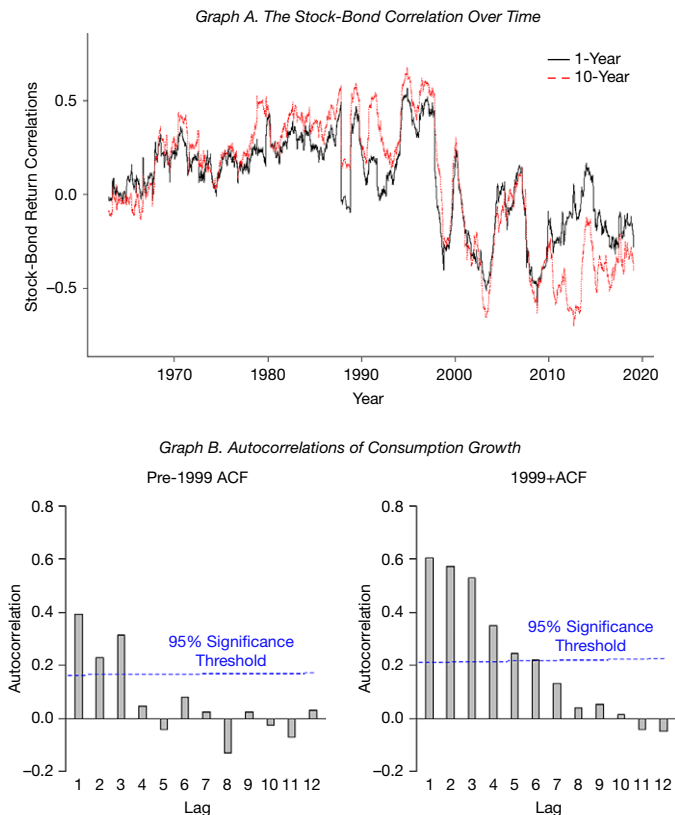 Graph A. The Stock-Bond Correlation Over Time
1-Year
10-Year
0.5
0.0
−0.5
Stock-Bond Return Correlations
1970 1980 1990 2000 2010 2020
Year
Graph B. Autocorrelations of Consumption Growth
Pre-1999 ACF
0.8
0.6
0.4
0.2
0.0
−0.2
Autocorrelation
95% Significance
Threshold
1 2 3 4 5 6 7 8 9 10 11 12
Lag
1999+ACF
0.8
0.6
0.4
0.2
0.0
−0.2
Autocorrelation
95% Significance
Threshold
1 2 3 4 5 6 7 8 9 10 11 12
Lag